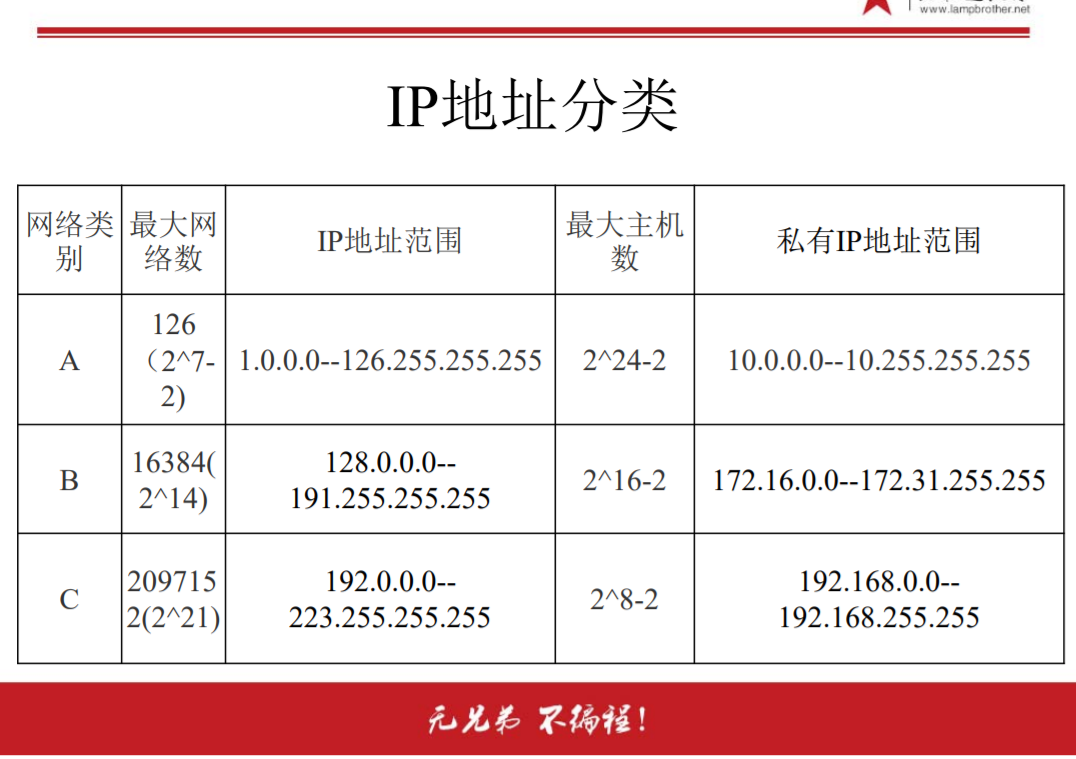 www.lampbrother.net
IP地址分类
网络类
别
最大网
络数
IP地址范围
最大主机
数
私有IP地址范围
A
126
（2^7-
2)
1.0.0.0--126.255.255.255
2^24-2
10.0.0.0--10.255.255.255
B
16384(
2^14)
128.0.0.0--
191.255.255.255
2^16-2
172.16.0.0--172.31.255.255
C
209715
2(2^21)
192.0.0.0--
223.255.255.255
2^8-2
192.168.0.0--
192.168.255.255
无兄弟 不编程!